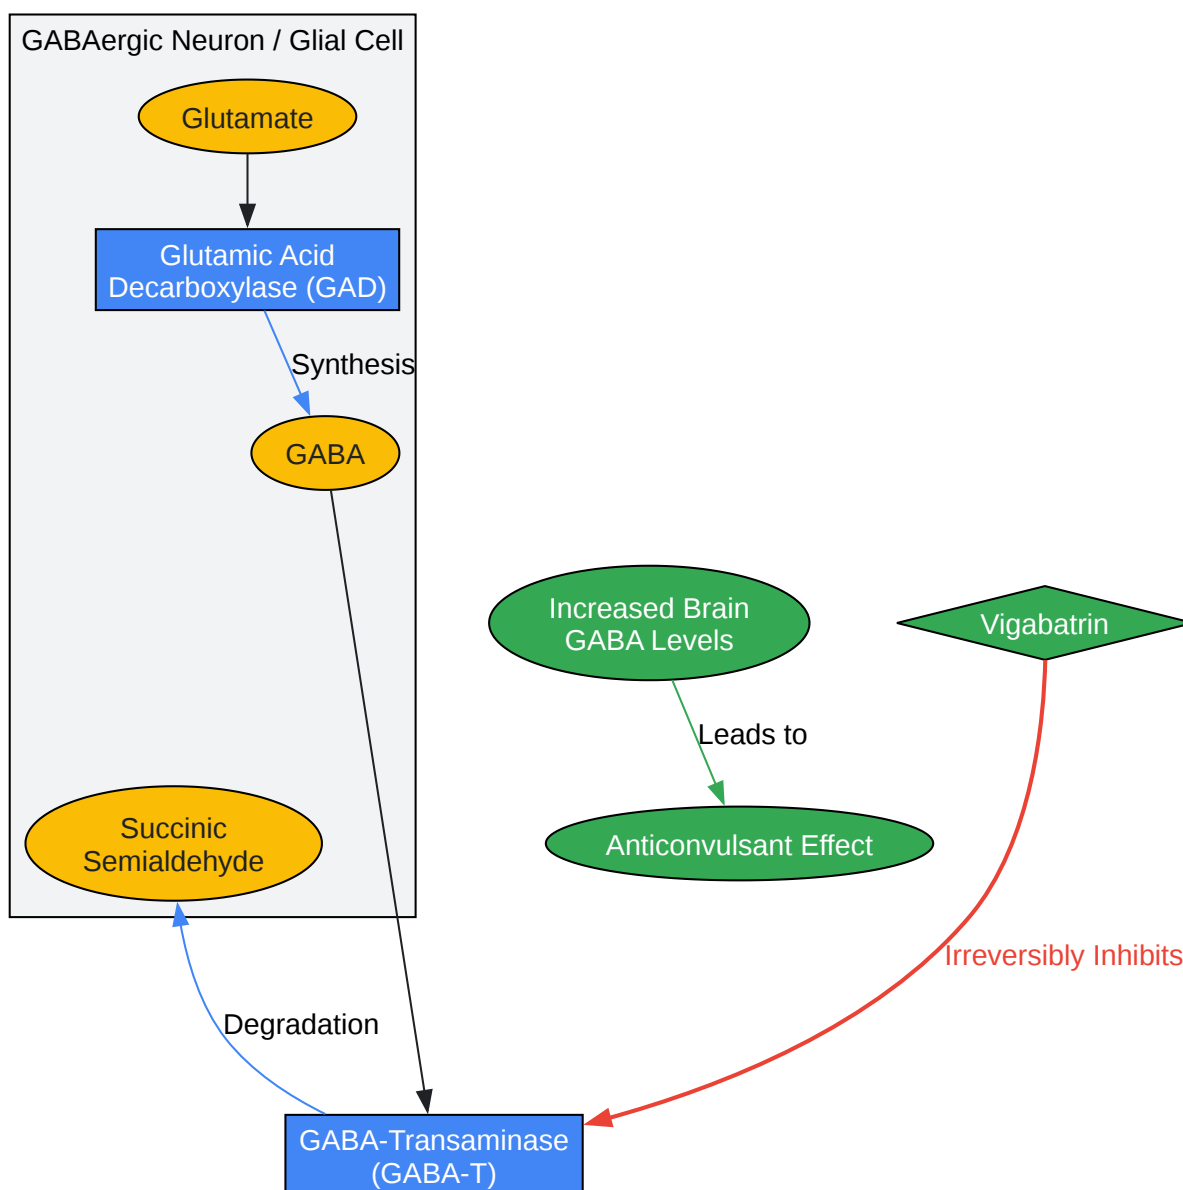 GABAergic Neuron / Glial Cell
Glutamate
Glutamic Acid
Decarboxylase (GAD)
Synthesis
GABA
Increased Brain
GABA Levels
Vigabatrin
Leads to
Succinic
Semialdehyde
Anticonvulsant Effect
Irreversibly Inhibits
Degradation
GABA-Transaminase
(GABA-T)